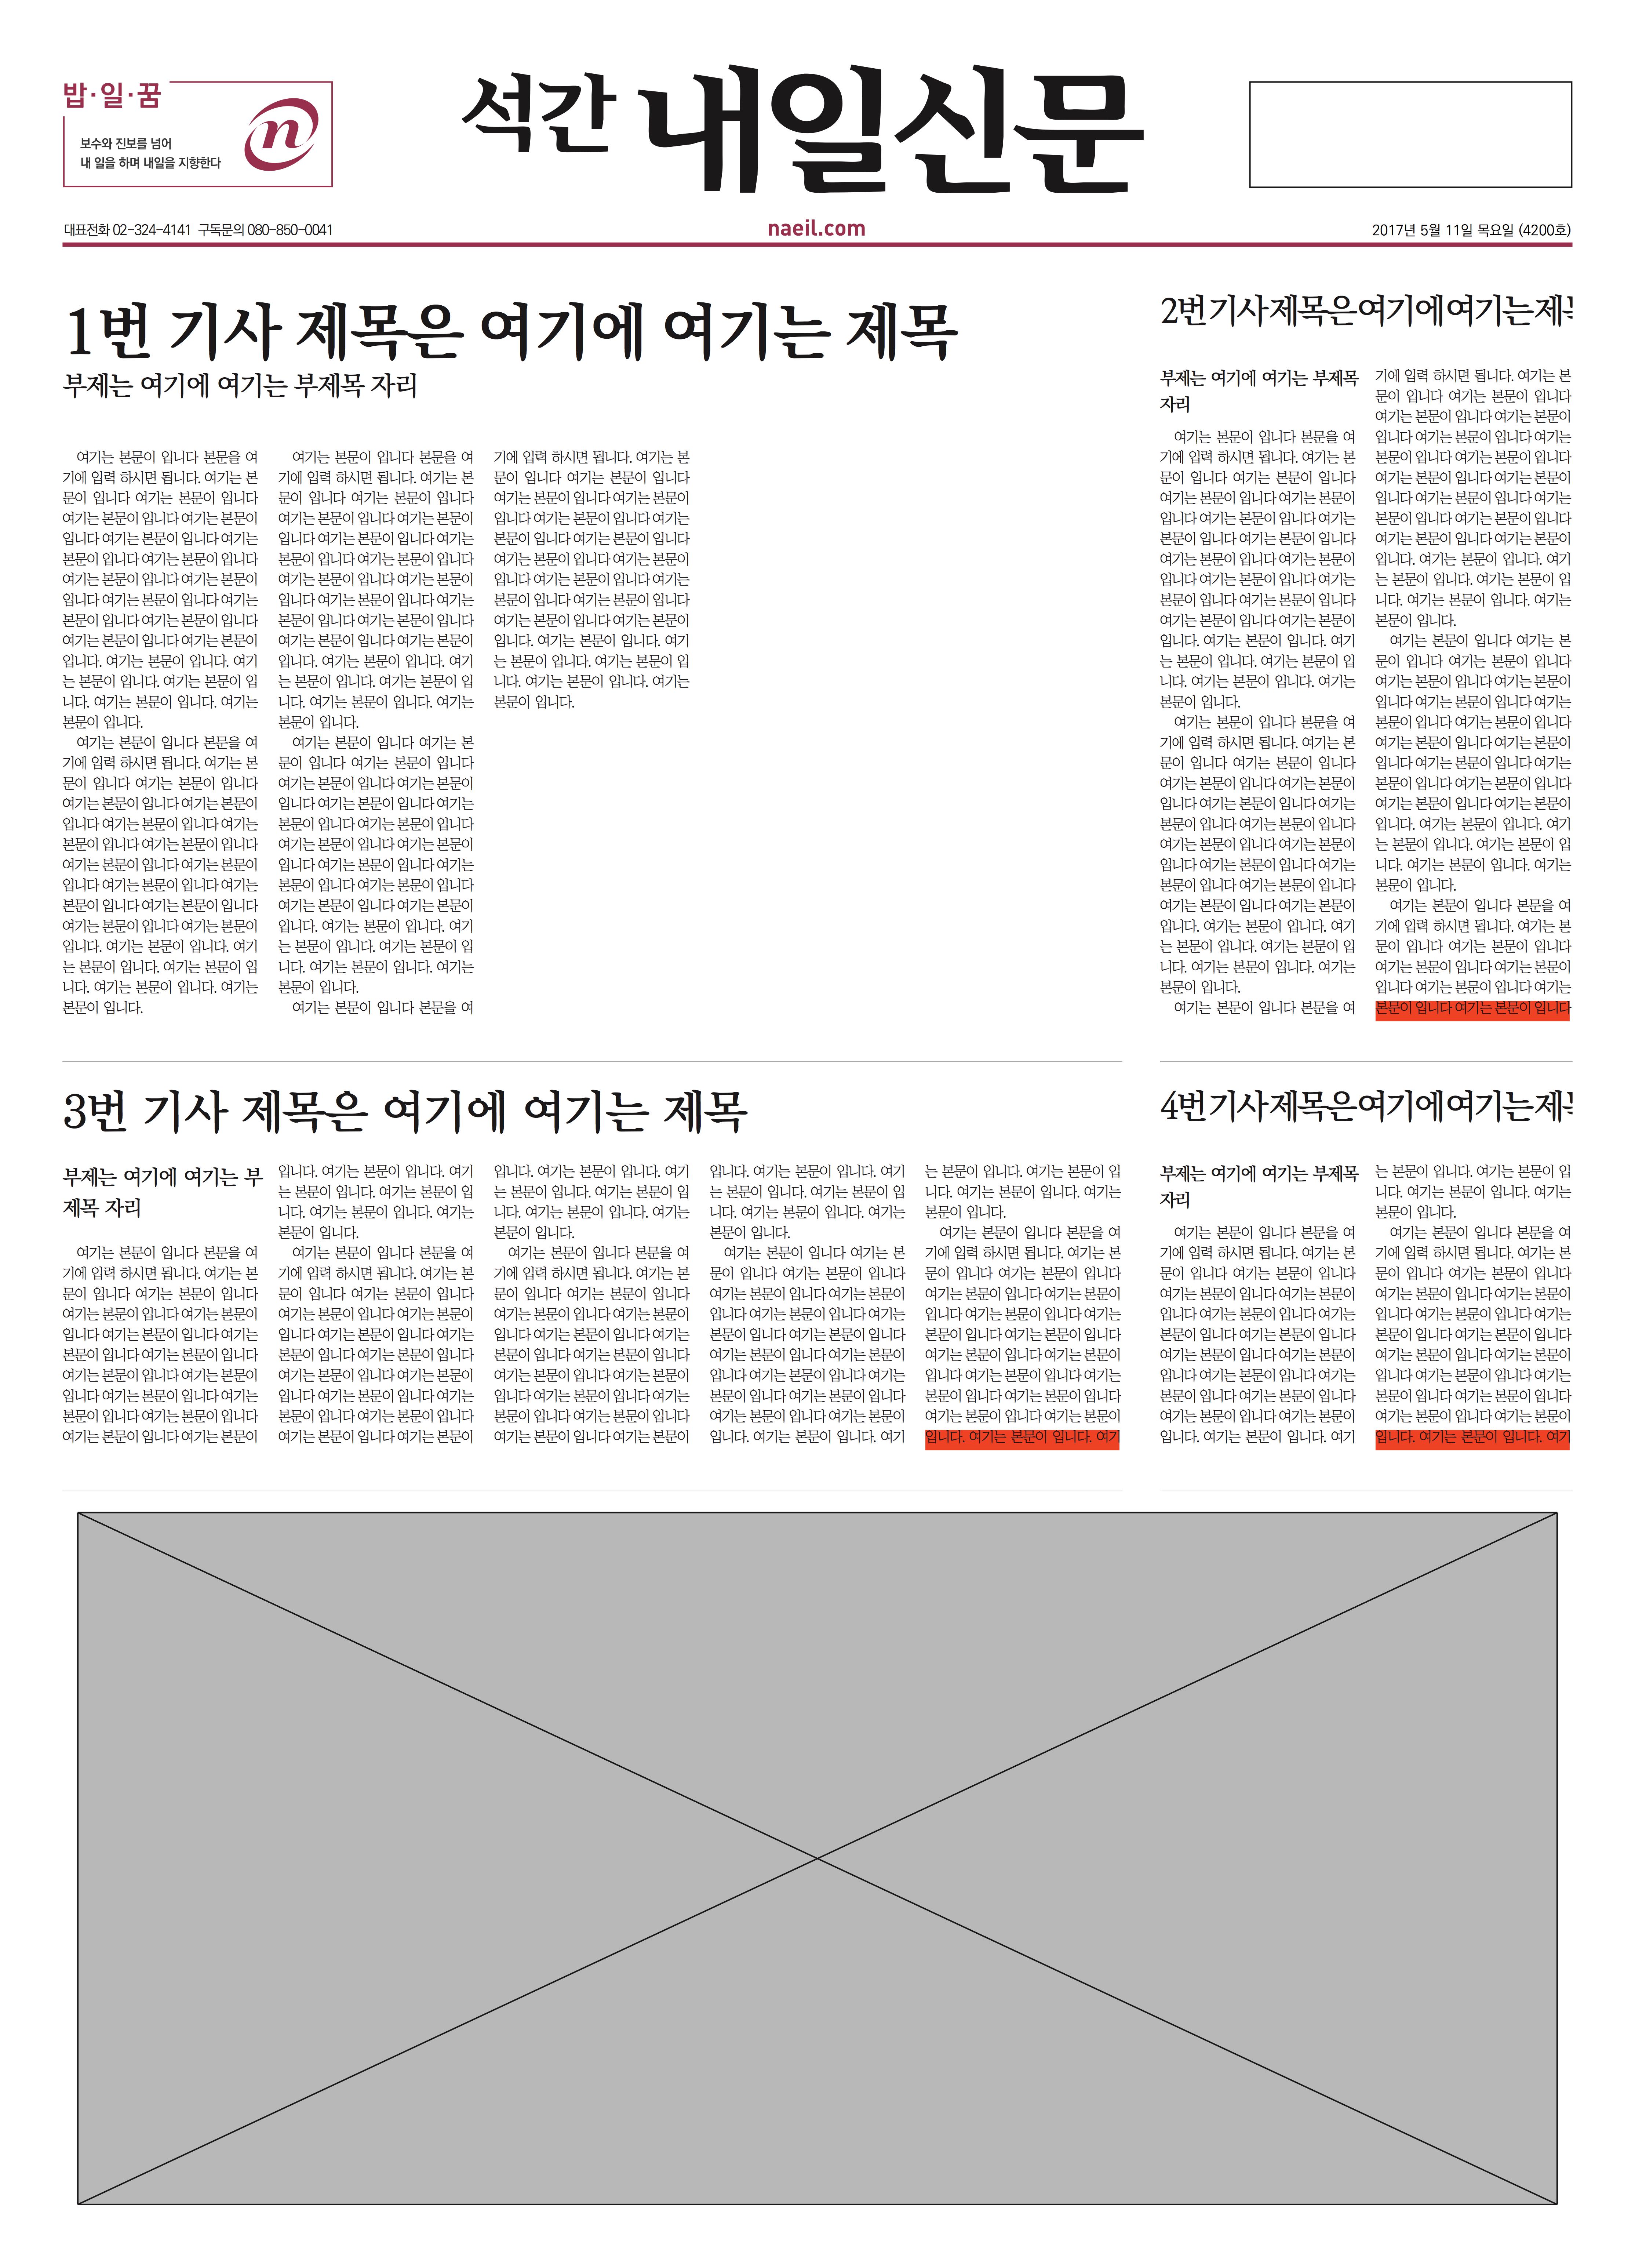 밥·일·꿈
보수와 진보를 넘어
내 일을 하며 내일을 지향한다
n
석간 내일신문
대표전화 02-324-4141 구독문의 080-850-0041
naeil.com
2017년 5월 11일 목요일 (4200호)
1번 기사 제목은 여기에 여기는 제목
부제는 여기에 여기는 부제목 자리
여기는 본문이 입니다 본문을 여
기에 입력 하시면 됩니다. 여기는 본
문이 입니다 여기는 본문이 입니다
여기는 본문이 입니다 여기는 본문이
입니다 여기는 본문이 입니다 여기는
본문이 입니다 여기는 본문이 입니다
여기는 본문이 입니다 여기는 본문이
입니다 여기는 본문이 입니다 여기는
본문이 입니다 여기는 본문이 입니다
여기는 본문이 입니다 여기는 본문이
입니다. 여기는 본문이 입니다. 여기
는 본문이 입니다. 여기는 본문이 입
니다. 여기는 본문이 입니다. 여기는
본문이 입니다.
여기는 본문이 입니다 본문을 여
기에 입력 하시면 됩니다. 여기는 본
문이 입니다 여기는 본문이 입니다
여기는 본문이 입니다 여기는 본문이
입니다 여기는 본문이 입니다 여기는
본문이 입니다 여기는 본문이 입니다
여기는 본문이 입니다 여기는 본문이
입니다 여기는 본문이 입니다 여기는
본문이 입니다 여기는 본문이 입니다
여기는 본문이 입니다 여기는 본문이
입니다. 여기는 본문이 입니다. 여기
는 본문이 입니다. 여기는 본문이 입
니다. 여기는 본문이 입니다. 여기는
본문이 입니다.
여기는 본문이 입니다 본문을 여
기에 입력 하시면 됩니다. 여기는 본
문이 입니다 여기는 본문이 입니다
여기는 본문이 입니다 여기는 본문이
입니다 여기는 본문이 입니다 여기는
본문이 입니다 여기는 본문이 입니다
여기는 본문이 입니다 여기는 본문이
입니다 여기는 본문이 입니다 여기는
본문이 입니다 여기는 본문이 입니다
여기는 본문이 입니다 여기는 본문이
입니다. 여기는 본문이 입니다. 여기
는 본문이 입니다. 여기는 본문이 입
니다. 여기는 본문이 입니다. 여기는
본문이 입니다.
여기는 본문이 입니다 여기는 본
문이 입니다 여기는 본문이 입니다
여기는 본문이 입니다 여기는 본문이
입니다 여기는 본문이 입니다 여기는
본문이 입니다 여기는 본문이 입니다
여기는 본문이 입니다 여기는 본문이
입니다 여기는 본문이 입니다 여기는
본문이 입니다 여기는 본문이 입니다
여기는 본문이 입니다 여기는 본문이
입니다. 여기는 본문이 입니다. 여기
는 본문이 입니다. 여기는 본문이 입
니다. 여기는 본문이 입니다. 여기는
본문이 입니다.
여기는 본문이 입니다 본문을 여
기에 입력 하시면 됩니다. 여기는 본
문이 입니다 여기는 본문이 입니다
여기는 본문이 입니다 여기는 본문이
입니다 여기는 본문이 입니다 여기는
본문이 입니다 여기는 본문이 입니다
여기는 본문이 입니다 여기는 본문이
입니다 여기는 본문이 입니다 여기는
본문이 입니다 여기는 본문이 입니다
여기는 본문이 입니다 여기는 본문이
입니다. 여기는 본문이 입니다. 여기
는 본문이 입니다. 여기는 본문이 입
니다. 여기는 본문이 입니다. 여기는
본문이 입니다.
2번 기사 제목은 여기에 여기는
부제는 여기에 여기는 부제목
자리
여기는 본문이 입니다 본문을 여
기에 입력 하시면 됩니다. 여기는 본
문이 입니다 여기는 본문이 입니다
여기는 본문이 입니다 여기는 본문이
입니다 여기는 본문이 입니다 여기는
본문이 입니다 여기는 본문이 입니다
여기는 본문이 입니다 여기는 본문이
입니다 여기는 본문이 입니다 여기는
본문이 입니다 여기는 본문이 입니다
여기는 본문이 입니다 여기는 본문이
입니다. 여기는 본문이 입니다. 여기
는 본문이 입니다. 여기는 본문이 입
니다. 여기는 본문이 입니다. 여기는
본문이 입니다.
여기는 본문이 입니다 본문을 여
기에 입력 하시면 됩니다. 여기는 본
문이 입니다 여기는 본문이 입니다
여기는 본문이 입니다 여기는 본문이
입니다 여기는 본문이 입니다 여기는
본문이 입니다 여기는 본문이 입니다
여기는 본문이 입니다 여기는 본문이
입니다 여기는 본문이 입니다 여기는
본문이 입니다 여기는 본문이 입니다
여기는 본문이 입니다 여기는 본문이
입니다. 여기는 본문이 입니다. 여기
는 본문이 입니다. 여기는 본문이 입
니다. 여기는 본문이 입니다. 여기는
본문이 입니다.
여기는 본문이 입니다 본문을 여
기에 입력 하시면 됩니다. 여기는 본
문이 입니다 여기는 본문이 입니다
여기는 본문이 입니다 여기는 본문이
입니다 여기는 본문이 입니다 여기는
본문이 입니다 여기는 본문이 입니다
여기는 본문이 입니다 여기는 본문이
입니다 여기는 본문이 입니다 여기는
본문이 입니다 여기는 본문이 입니다
여기는 본문이 입니다 여기는 본문이
입니다. 여기는 본문이 입니다. 여기
는 본문이 입니다. 여기는 본문이 입
니다. 여기는 본문이 입니다. 여기는
본문이 입니다.
여기는 본문이 입니다 여기는 본
문이 입니다 여기는 본문이 입니다
여기는 본문이 입니다 여기는 본문이
입니다 여기는 본문이 입니다 여기는
본문이 입니다 여기는 본문이 입니다
여기는 본문이 입니다 여기는 본문이
입니다 여기는 본문이 입니다 여기는
본문이 입니다 여기는 본문이 입니다
여기는 본문이 입니다 여기는 본문이
입니다. 여기는 본문이 입니다. 여기
는 본문이 입니다. 여기는 본문이 입
니다. 여기는 본문이 입니다. 여기는
본문이 입니다.
여기는 본문이 입니다 본문을 여
기에 입력 하시면 됩니다. 여기는 본
문이 입니다 여기는 본문이 입니다
여기는 본문이 입니다 여기는 본문이
입니다 여기는 본문이 입니다 여기는
본문이 입니다 여기는 본문이 입니다
3번 기사 제목은 여기에 여기는 제목
부제는 여기에 여기는 부
제목 자리
여기는 본문이 입니다 본문을 여
기에 입력 하시면 됩니다. 여기는 본
문이 입니다 여기는 본문이 입니다
여기는 본문이 입니다 여기는 본문이
입니다 여기는 본문이 입니다 여기는
본문이 입니다 여기는 본문이 입니다
여기는 본문이 입니다 여기는 본문이
입니다 여기는 본문이 입니다 여기는
본문이 입니다 여기는 본문이 입니다
여기는 본문이 입니다 여기는 본문이
입니다. 여기는 본문이 입니다. 여기
는 본문이 입니다. 여기는 본문이 입
니다. 여기는 본문이 입니다. 여기는
본문이 입니다.
여기는 본문이 입니다 본문을 여
기에 입력 하시면 됩니다. 여기는 본
문이 입니다 여기는 본문이 입니다
여기는 본문이 입니다 여기는 본문이
입니다 여기는 본문이 입니다 여기는
본문이 입니다 여기는 본문이 입니다
여기는 본문이 입니다 여기는 본문이
입니다 여기는 본문이 입니다 여기는
본문이 입니다 여기는 본문이 입니다
여기는 본문이 입니다 여기는 본문이
입니다. 여기는 본문이 입니다. 여기
는 본문이 입니다. 여기는 본문이 입
니다. 여기는 본문이 입니다. 여기는
본문이 입니다.
여기는 본문이 입니다 본문을 여
기에 입력 하시면 됩니다. 여기는 본
문이 입니다 여기는 본문이 입니다
여기는 본문이 입니다 여기는 본문이
입니다 여기는 본문이 입니다 여기는
본문이 입니다 여기는 본문이 입니다
여기는 본문이 입니다 여기는 본문이
입니다 여기는 본문이 입니다 여기는
본문이 입니다 여기는 본문이 입니다
여기는 본문이 입니다 여기는 본문이
입니다. 여기는 본문이 입니다. 여기
는 본문이 입니다. 여기는 본문이 입
니다. 여기는 본문이 입니다. 여기는
본문이 입니다.
여기는 본문이 입니다 여기는 본
문이 입니다 여기는 본문이 입니다
여기는 본문이 입니다 여기는 본문이
입니다 여기는 본문이 입니다 여기는
본문이 입니다 여기는 본문이 입니다
여기는 본문이 입니다 여기는 본문이
입니다 여기는 본문이 입니다 여기는
본문이 입니다 여기는 본문이 입니다
여기는 본문이 입니다 여기는 본문이
입니다. 여기는 본문이 입니다. 여기
는 본문이 입니다. 여기는 본문이 입
니다. 여기는 본문이 입니다. 여기는
본문이 입니다.
여기는 본문이 입니다 본문을 여
기에 입력 하시면 됩니다. 여기는 본
문이 입니다 여기는 본문이 입니다
여기는 본문이 입니다 여기는 본문이
입니다 여기는 본문이 입니다 여기는
본문이 입니다 여기는 본문이 입니다
여기는 본문이 입니다 여기는 본문이
입니다 여기는 본문이 입니다 여기는
본문이 입니다 여기는 본문이 입니다
여기는 본문이 입니다 여기는 본문이
입니다. 여기는 본문이 입니다. 여기
4번 기사 제목은 여기에 여기는
부제는 여기에 여기는 부제목
자리
여기는 본문이 입니다 본문을 여
기에 입력 하시면 됩니다. 여기는 본
문이 입니다 여기는 본문이 입니다
여기는 본문이 입니다 여기는 본문이
입니다 여기는 본문이 입니다 여기는
본문이 입니다 여기는 본문이 입니다
여기는 본문이 입니다 여기는 본문이
입니다 여기는 본문이 입니다 여기는
본문이 입니다 여기는 본문이 입니다
여기는 본문이 입니다 여기는 본문이
입니다. 여기는 본문이 입니다. 여기
는 본문이 입니다. 여기는 본문이 입
니다. 여기는 본문이 입니다. 여기는
본문이 입니다.
여기는 본문이 입니다 본문을 여
기에 입력 하시면 됩니다. 여기는 본
문이 입니다 여기는 본문이 입니다
여기는 본문이 입니다 여기는 본문이
입니다 여기는 본문이 입니다 여기는
본문이 입니다 여기는 본문이 입니다
여기는 본문이 입니다 여기는 본문이
입니다 여기는 본문이 입니다 여기는
본문이 입니다 여기는 본문이 입니다
여기는 본문이 입니다 여기는 본문이
입니다. 여기는 본문이 입니다. 여기